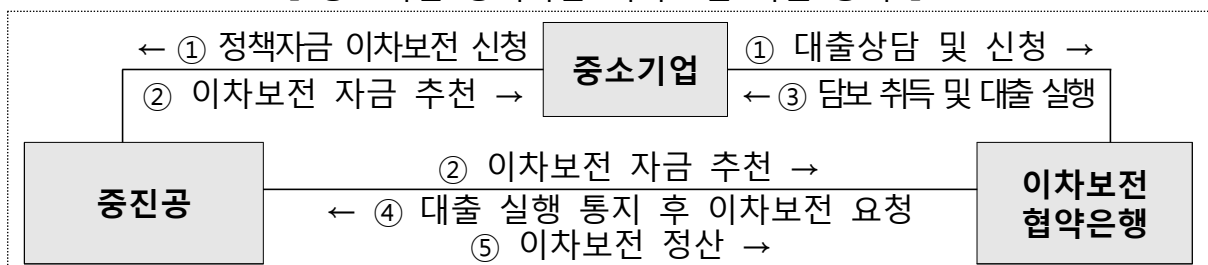 ← ① 정책자금 이차보전 신청
② 이차보전 자금 추천 →
중소기업
① 대출상담 및 신청 →
← ③ 담보 취득 및 대출 실행
중진공
② 이차보전 자금 추천 →
← ④ 대출 실행 통지 후 이차보전 요청
⑤ 이차보전 정산 →
이차보전
협약은행